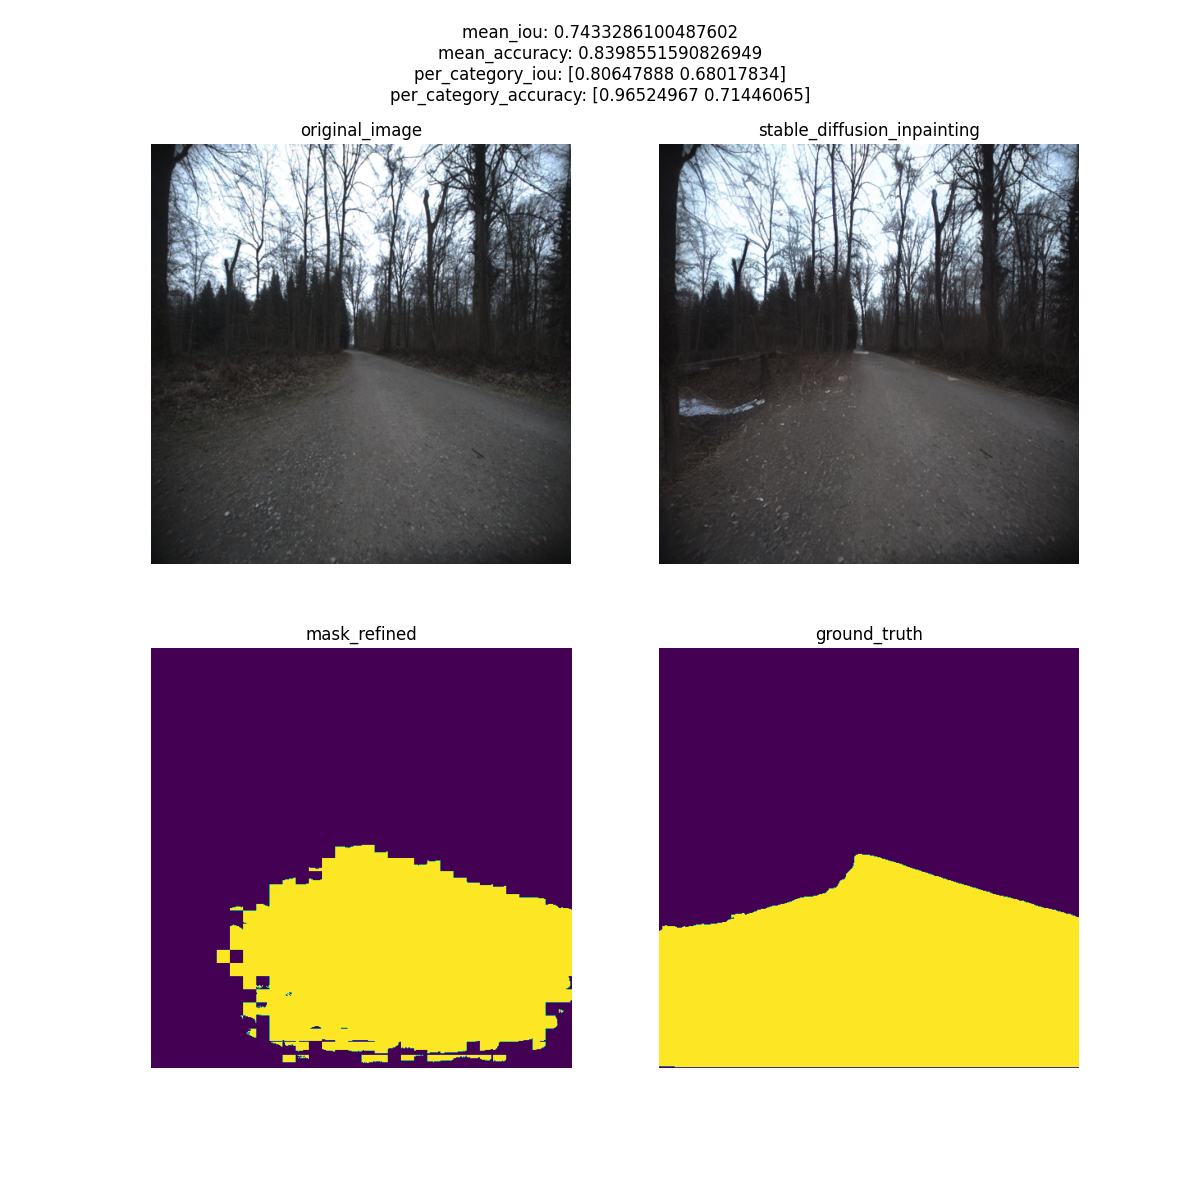 mean_iou: 0.7433286100487602
mean_accuracy: 0.8398551590826949
per_category_iou: [0.80647888 0.68017834]
per_category_accuracy: [0.96524967 0.71446065]
original_image
stable_diffusion_inpainting
mask_refined
ground_truth